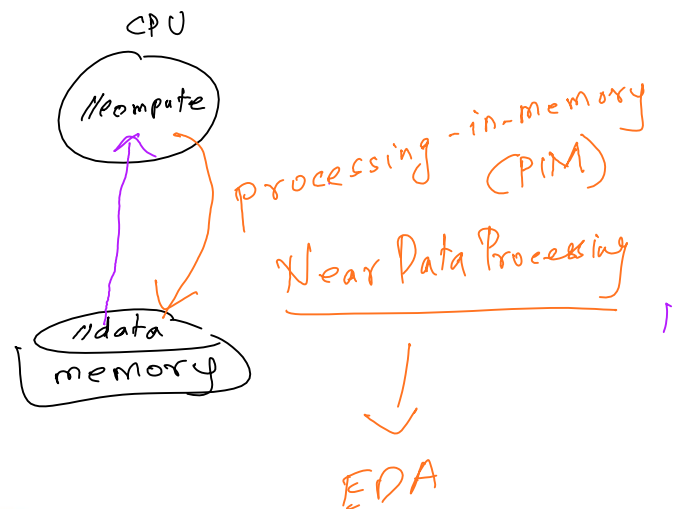 CPU
//compute
processing-in-memory
(PIM)
Near Data Processing
//data
memory
EDA